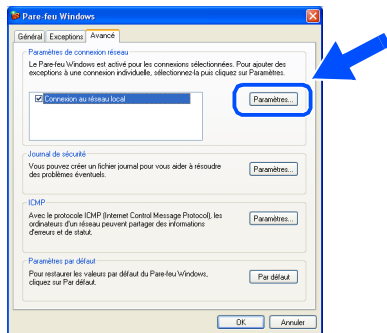 Pare-feu Windows
Général Exceptions Avancé
Paramètres de connexion réseau
Le Pare-feu Windows est activé pour les connexions sélectionnées. Pour ajouter des
exceptions à une connexion individuelle, sélectionnez-la puis cliquez sur Paramètres.
Connexion au réseau local
Paramètres...
Journal de sécurité
Vous pouvez créer un fichier journal pour vous aider à résoudre
des problèmes éventuels.
Paramètres...
ICMP
Avec le protocole ICMP (Internet Control Message Protocol), les
ordinateurs d'un réseau peuvent partager des informations
d'erreurs et de statut.
Paramètres...
Paramètres par défaut
Pour restaurer les valeurs par défaut du Pare-feu Windows,
cliquez sur Par défaut.
Par défaut
OK Annuler